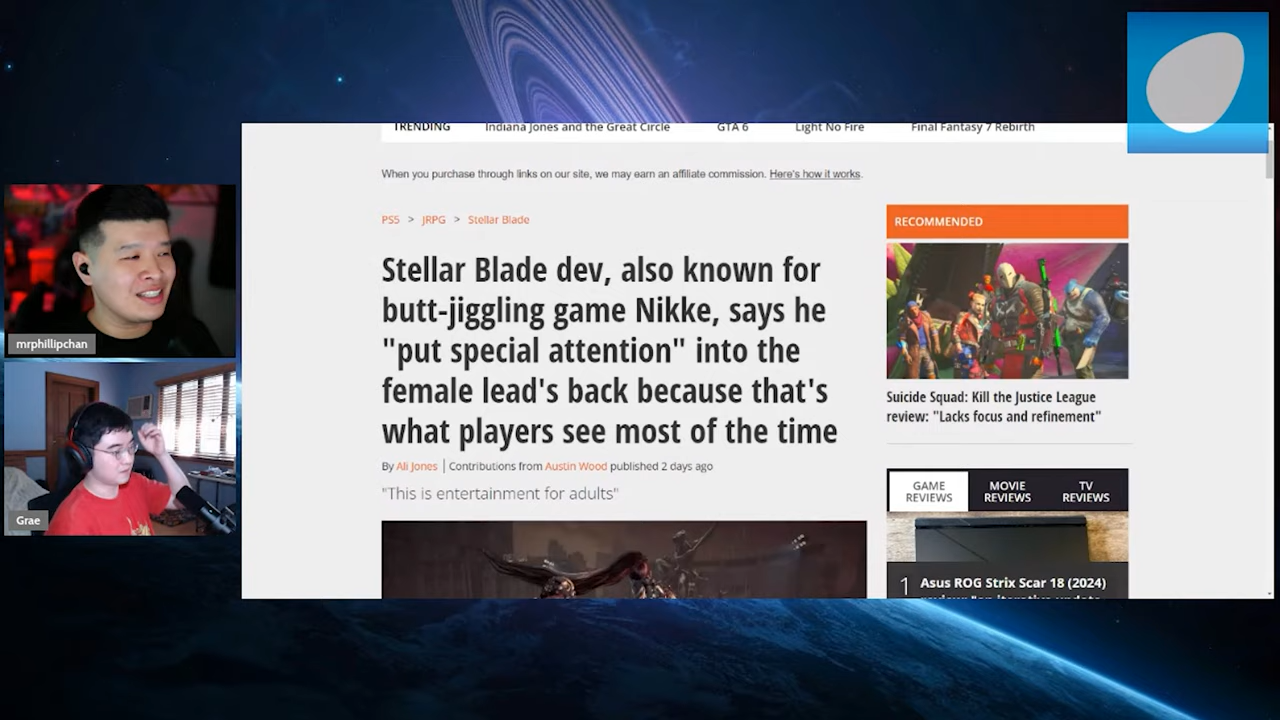 TRENDING Indiana Jones and the Great Circle GTA 6 Light No Fire Final Fantasy 7 Rebirth
When you purchase through links on our site, we may earn an affiliate commission. Here's how it works.
PS5 > JRPG > Stellar Blade
Stellar Blade dev, also known for
butt-jiggling game Nikke, says he
"put special attention" into the
female lead's back because that's
what players see most of the time
By Ali Jones | Contributions from Austin Wood published 2 days ago
"This is entertainment for adults"
RECOMMENDED
Suicide Squad: Kill the Justice League
review: "Lacks focus and refinement"
GAME REVIEWS
MOVIE REVIEWS
TV REVIEWS
1 Asus ROG Strix Scar 18 (2024)
mrphillipchan
Grae